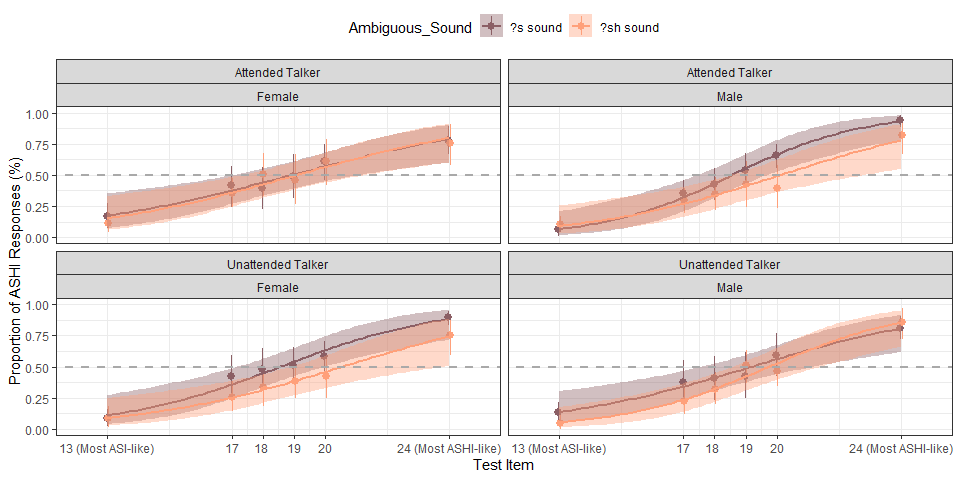 Ambiguous_Sound ?s sound ?sh sound
Attended Talker Attended Talker
Female Male
1.00
0.75
0.50
0.25
0.00
Unattended Talker Unattended Talker
Female Male
1.00
0.75
0.50
0.25
0.00
Proportion of ASHI Responses (%)
13 (Most ASI-like) 17 18 19 20 24 (Most ASHI-like) 13 (Most ASI-like) 17 18 19 20 24 (Most ASHI-like)
Test Item